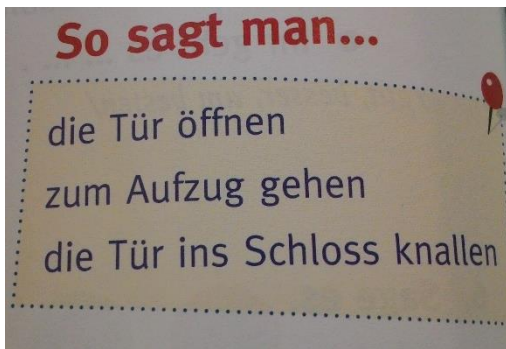 So sagt man...
die Tür öffnen
zum Aufzug gehen
die Tür ins Schloss knallen